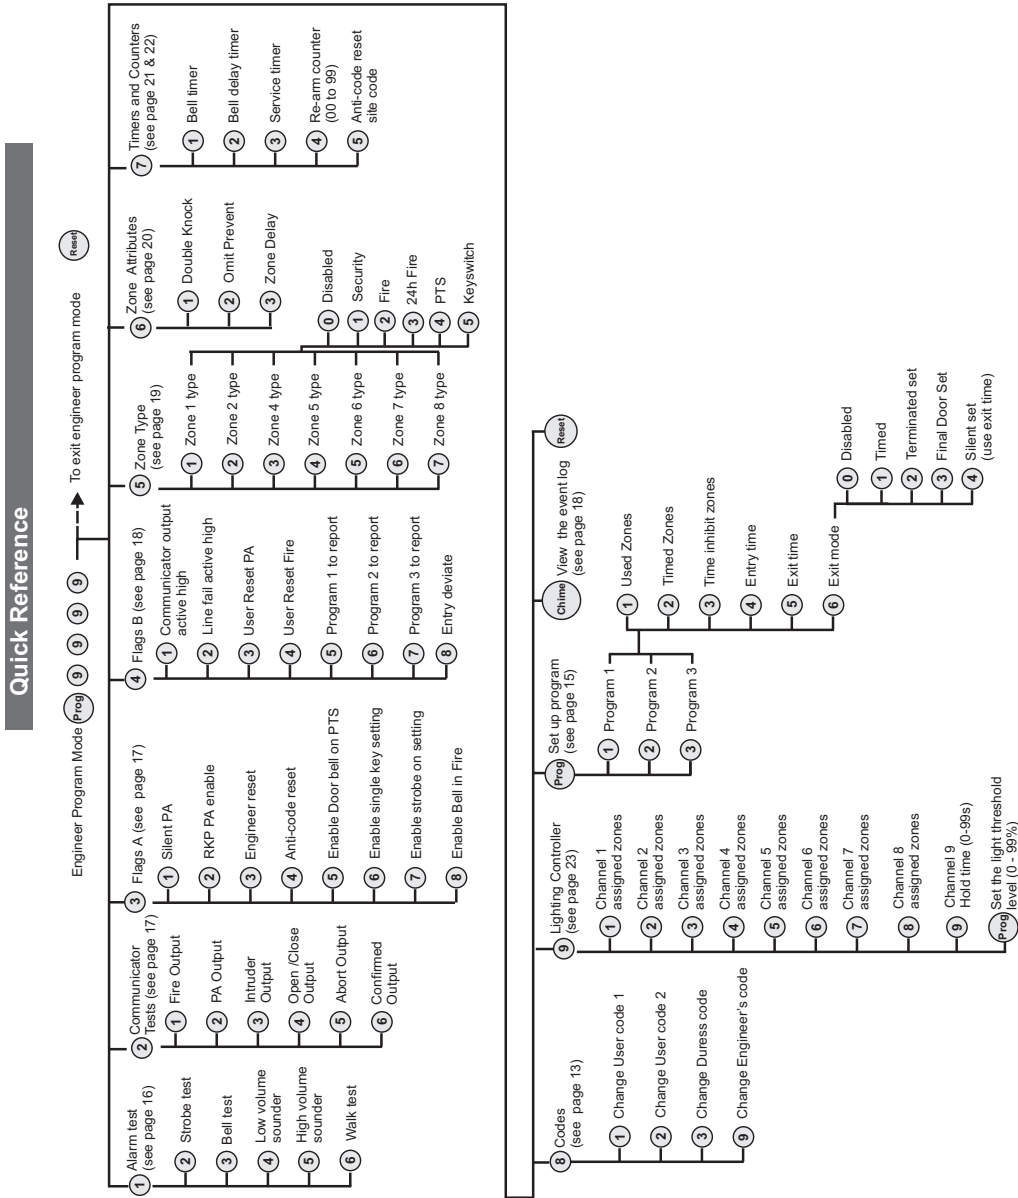 Quick Reference
Engineer Program Mode Prog 9 9 9 9 To exit engineer program mode Reset
1 Alarm test
(see page 16)
2 Strobe test
3 Bell test
4 Low volume
sounder
5 High volume
sounder
6 Walk test
2 Communicator
Tests (see page 17)
1 Fire Output
2 PA Output
3 Intruder
Output
4 Open /Close
Output
5 Abort Output
6 Confirmed
Output
3 Flags A (see page 17)
1 Silent PA
2 RKP PA enable
3 Engineer reset
4 Anti-code reset
5 Enable Door bell on PTS
6 Enable single key setting
7 Enable strobe on setting
8 Enable Bell in Fire
4 Flags B (see page 18)
1 Communicator output
active high
2 Line fail active high
3 User Reset PA
4 User Reset Fire
5 Program 1 to report
6 Program 2 to report
7 Program 3 to report
8 Entry deviate
5 Zone Type
(see page 19)
1 Zone 1 type
2 Zone 2 type
3 Zone 4 type
4 Zone 5 type
5 Zone 6 type
6 Zone 7 type
7 Zone 8 type
0 Disabled
1 Security
2 Fire
3 24h Fire
4 PTS
5 Keyswitch
6 Zone Attributes
(see page 20)
1 Double Knock
2 Omit Prevent
3 Zone Delay
7 Timers and Counters
(see page 21 & 22)
1 Bell timer
2 Bell delay timer
3 Service timer
4 Re-arm counter
(00 to 99)
5 Anti-code reset
site code
8 Codes
(see page 13)
1 Change User code 1
2 Change User code 2
3 Change Duress code
9 Change Engineer's code
9 Lighting Controller
(see page 23)
1 Channel 1
assigned zones
2 Channel 2
assigned zones
3 Channel 3
assigned zones
4 Channel 4
assigned zones
5 Channel 5
assigned zones
6 Channel 6
assigned zones
7 Channel 7
assigned zones
8 Channel 8
assigned zones
9 Channel 9
Hold time (0-99s)
Prog Set the light threshold
level (0 - 99%)
Prog Set up program
(see page 15)
1 Program 1
2 Program 2
3 Program 3
1 Used Zones
2 Timed Zones
3 Time inhibit zones
4 Entry time
5 Exit time
6 Exit mode
0 Disabled
1 Timed
2 Terminated set
3 Final Door Set
4 Silent set
(use exit time)
Chime View the event log
(see page 18)
Reset